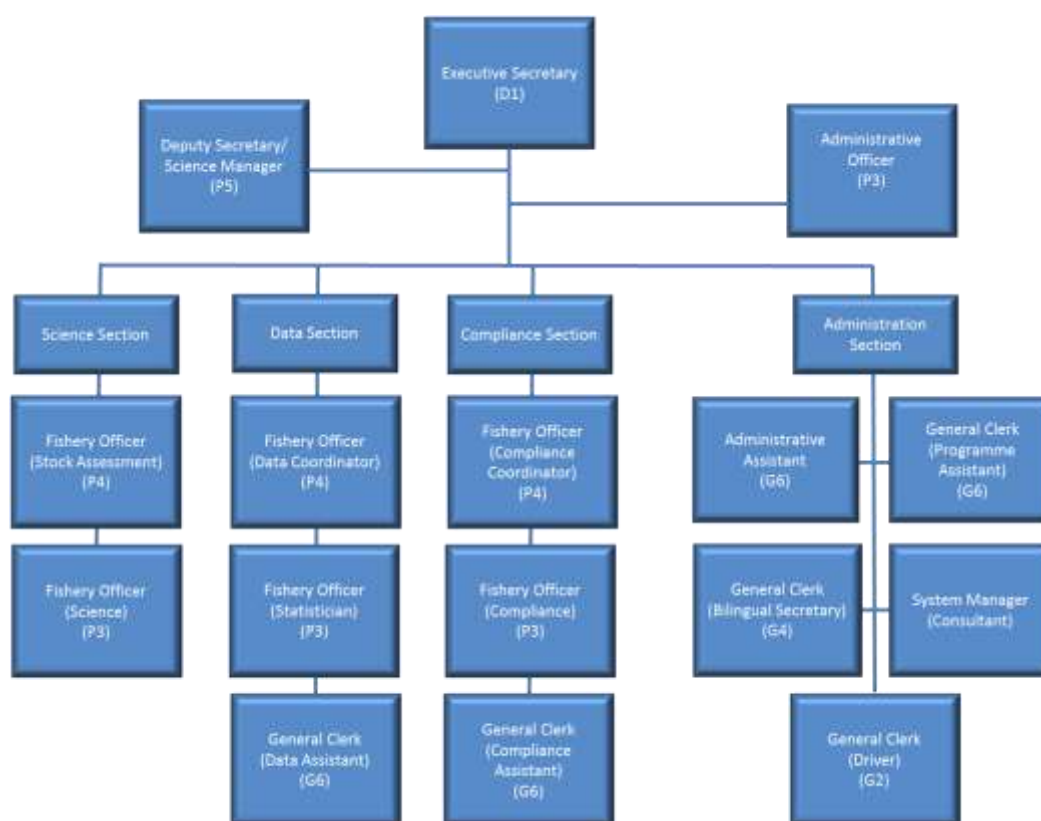 Executive Secretary
(D1)
Deputy Secretary/
Science Manager
(P5)
Administrative
Officer
(P3)
Science Section
Data Section
Compliance Section
Administration
Section
Fishery Officer
(Stock Assessment)
(P4)
Fishery Officer
(Data Coordinator)
(P4)
Fishery Officer
(Compliance
Coordinator)
(P4)
Administrative
Assistant
(G6)
General Clerk
(Programme
Assistant)
(G6)
Fishery Officer
(Science)
(P3)
Fishery Officer
(Statistician)
(P3)
Fishery Officer
(Compliance)
(P3)
General Clerk
(Bilingual Secretary)
(G4)
System Manager
(Consultant)
General Clerk
(Data Assistant)
(G6)
General Clerk
(Compliance
Assistant)
(G6)
General Clerk
(Driver)
(G2)